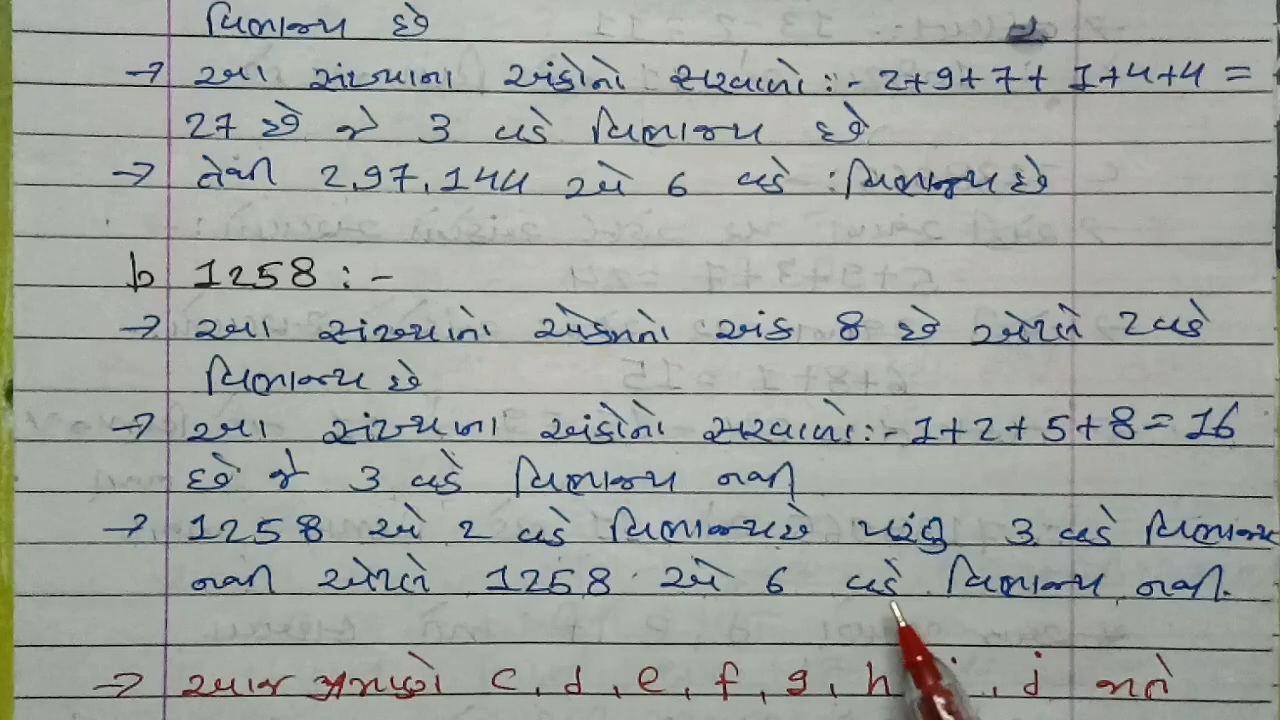 વિભાજ્ય છે
→ આ સંખ્યાના અંકોનો સરવાળો :- 2+9+7+1+4+4 =
27 છે જે 3 વડે વિભાજ્ય છે
→ તેથી 2,97,144 એ 6 વડે વિભાજ્ય છે
b 1258 : -
→ આ સંખ્યાનો એકમનો અંક 8 છે એટલે 2 વડે
વિભાજ્ય છે
→ આ સંખ્યાના અંકોનો સરવાળો :- 1+2+5+8 = 16
છે જે 3 વડે વિભાજ્ય નથી
→ 1258 એ 2 વડે વિભાજ્ય છે પરંતુ 3 વડે વિભાજ્ય
નથી એટલે 1258 એ 6 વડે વિભાજ્ય નથી.
→ આજ પ્રમાણે c, d, e, f, g, h, i, j